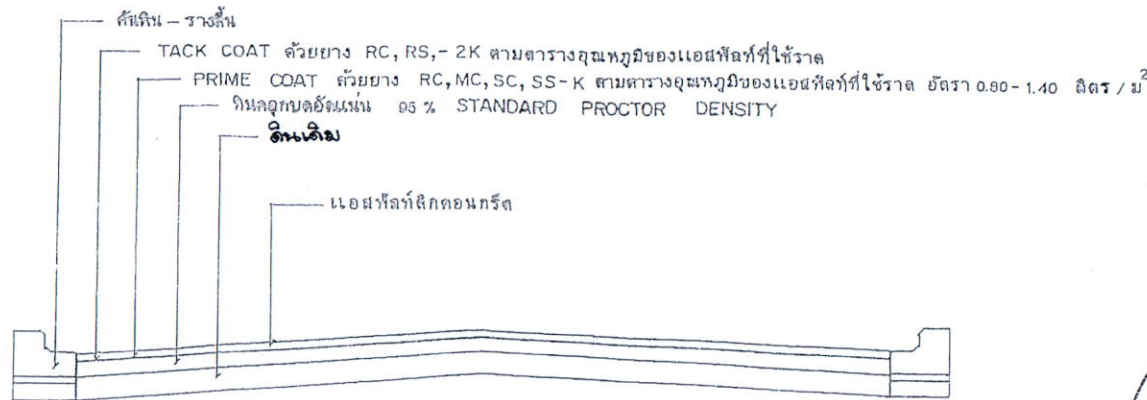 คันหิน – รางตื้น
TACK COAT ด้วยยาง RC, RS, - 2K ตามตารางอุณหภูมิของแอสฟัลท์ที่ใช้ราด
PRIME COAT ด้วยยาง RC, MC, SC, SS-K ตามตารางอุณหภูมิของแอสฟัลท์ที่ใช้ราด อัตรา 0.80 - 1.40 ลิตร / ม²
หินคลุกบดอัดแน่น 95 % STANDARD PROCTOR DENSITY
ดินเดิม
แอสฟัลท์ติกคอนกรีต